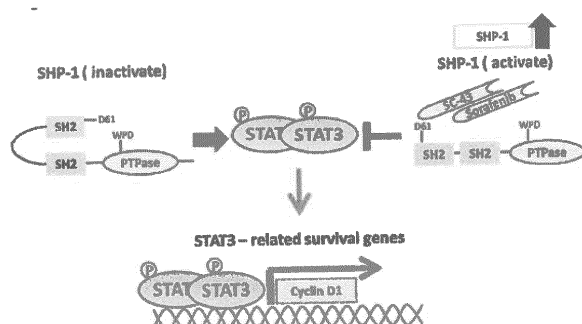 SHP-1
SHP-1 ( inactivate)
SHP-1 ( activate)
SC-43
Sorafenib
SH2
D61
WPD
SH2
PTPase
P
P
STAT
STAT3
D61
WPD
SH2
SH2
PTPase
STAT3 – related survival genes
P
P
STAT
STAT3
Cyclin D1